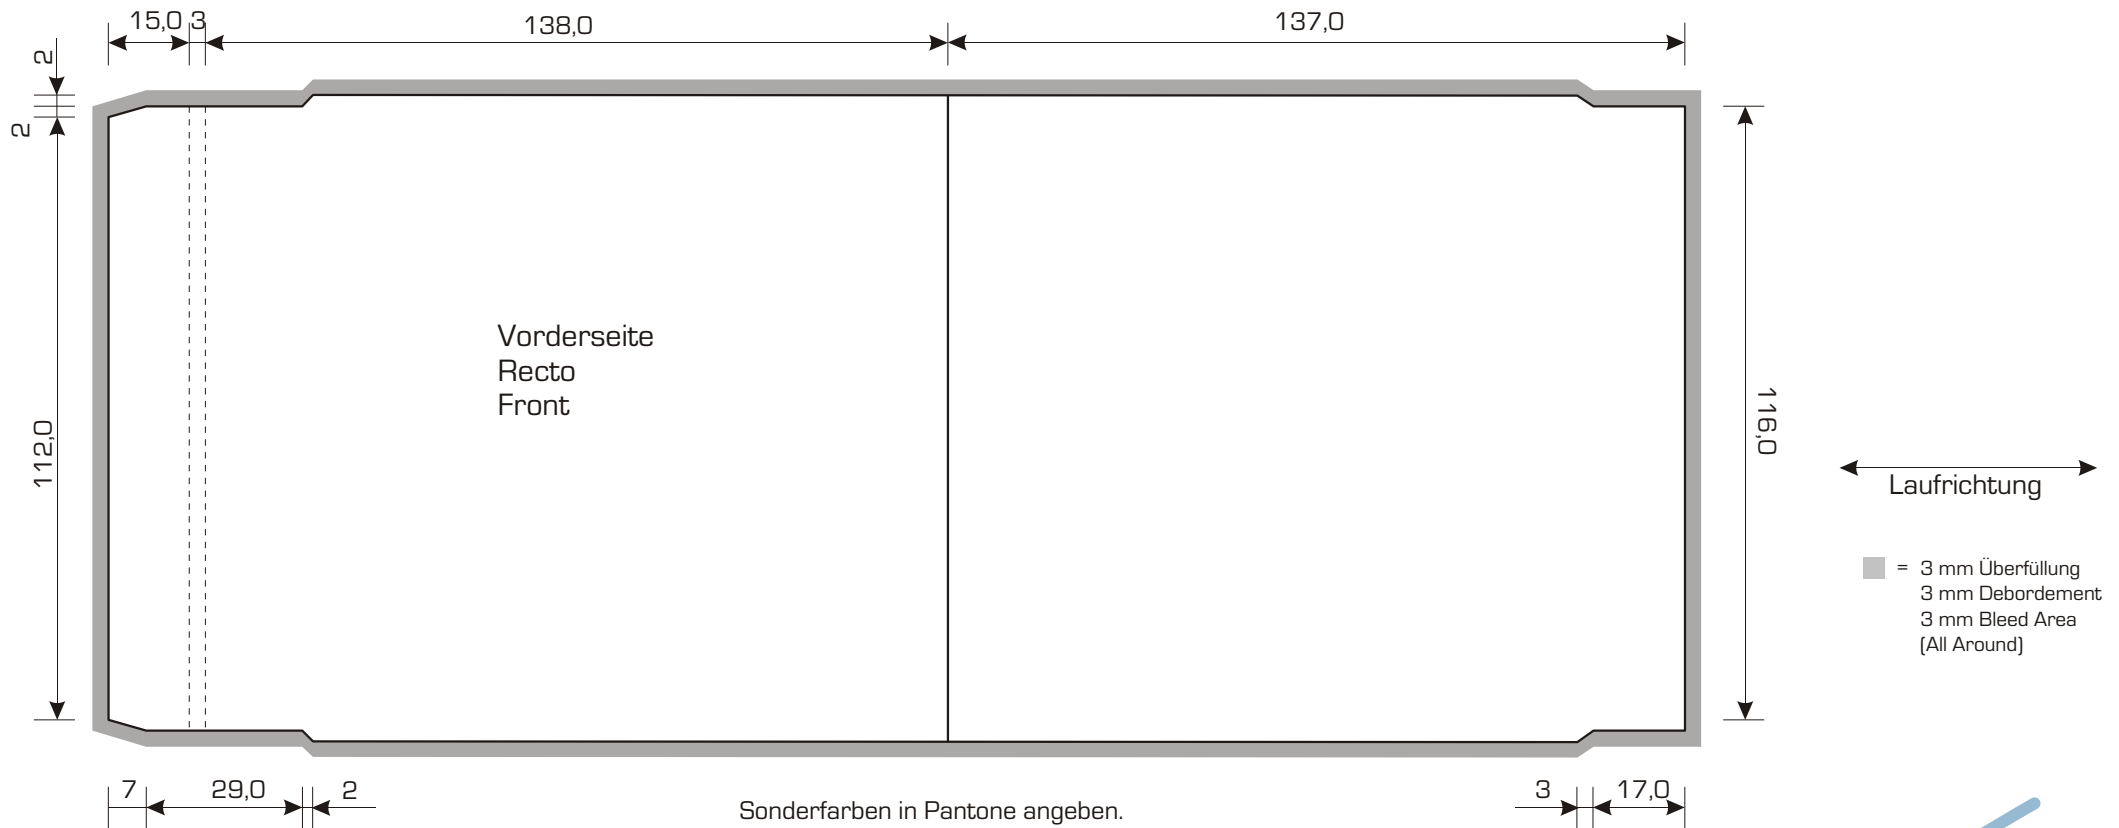 15,0 3
138,0
137,0
2
2
112,0
Vorderseite
Recto
Front
116,0
Laufrichtung
= 3 mm Überfüllung
3 mm Debordement
3 mm Bleed Area
(All Around)
7
29,0
2
3
17,0
Sonderfarben in Pantone angeben.